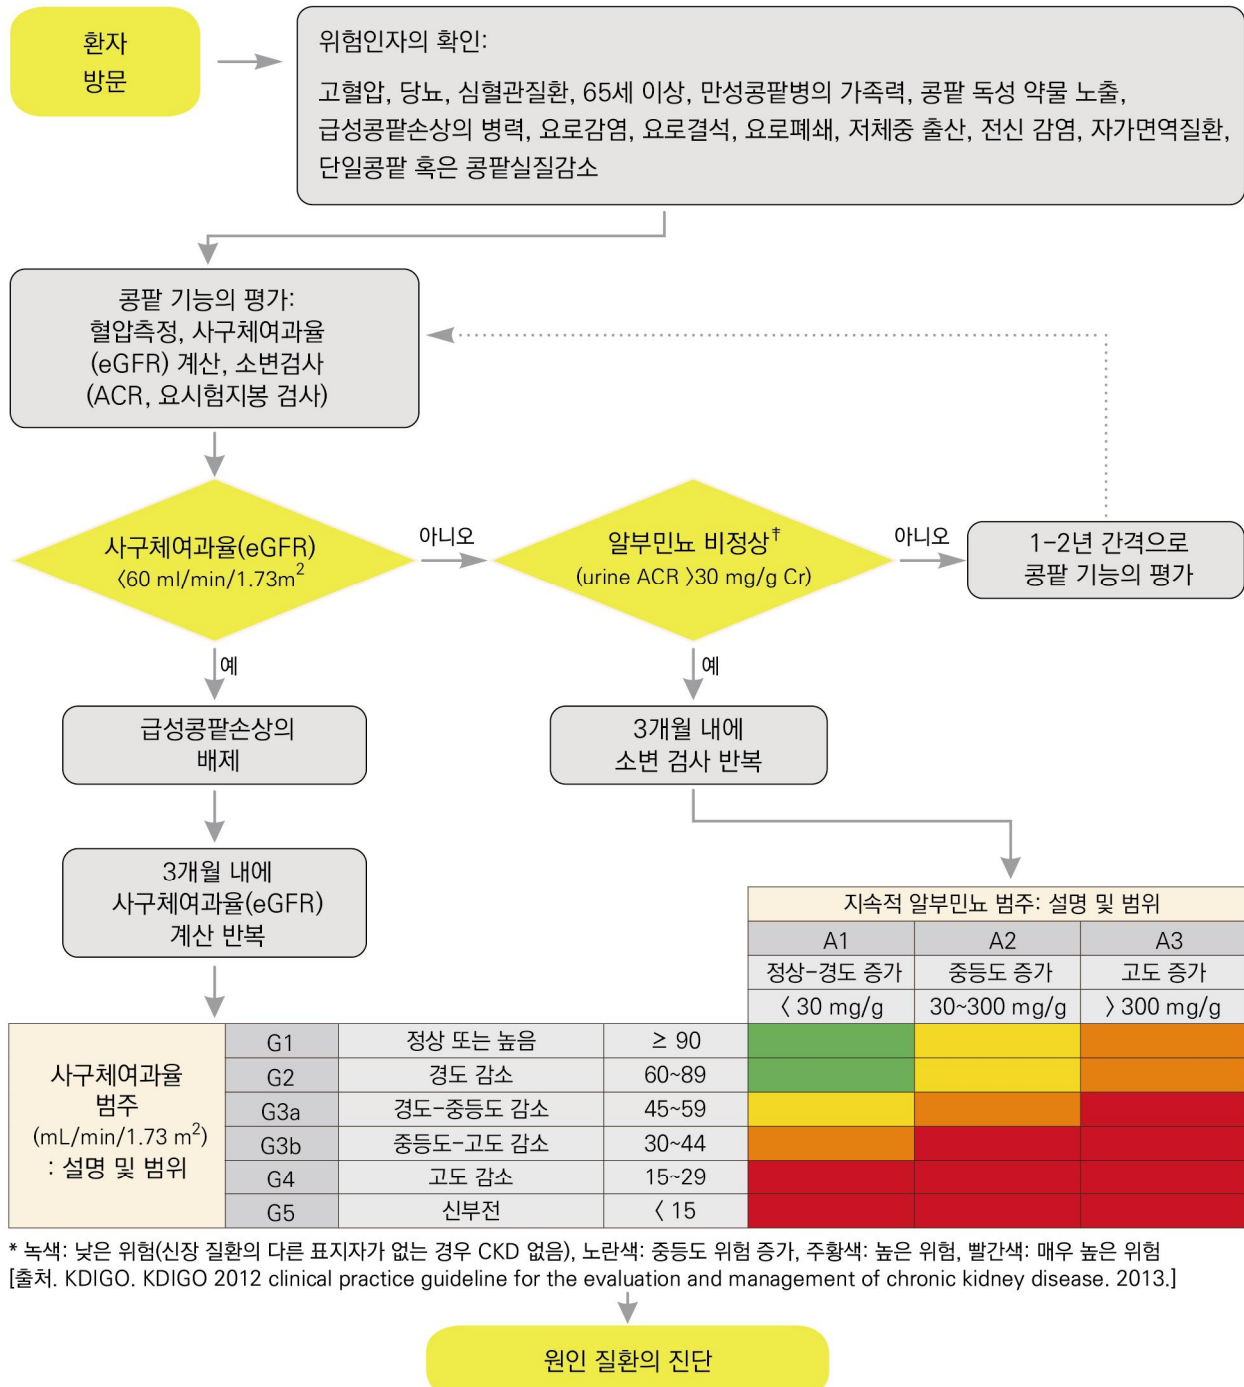 환자
방문
위험인자의 확인:
고혈압, 당뇨, 심혈관질환, 65세 이상, 만성콩팥병의 가족력, 콩팥 독성 약물 노출,
급성콩팥손상의 병력, 요로감염, 요로결석, 요로폐쇄, 저체중 출산, 전신 감염, 자가면역질환,
단일콩팥 혹은 콩팥실질감소
콩팥 기능의 평가:
혈압측정, 사구체여과율
(eGFR) 계산, 소변검사
(ACR, 요시험지봉 검사)
사구체여과율(eGFR)
〈60 ml/min/1.73m²
아니오
알부민뇨 비정상‡
(urine ACR 〉30 mg/g Cr)
아니오
1-2년 간격으로
콩팥 기능의 평가
예
예
급성콩팥손상의
배제
3개월 내에
소변 검사 반복
3개월 내에
사구체여과율(eGFR)
계산 반복
지속적 알부민뇨 범주: 설명 및 범위
A1 A2 A3
정상-경도 증가 중등도 증가 고도 증가
〈 30 mg/g 30~300 mg/g 〉 300 mg/g
사구체여과율
범주
(mL/min/1.73 m²)
: 설명 및 범위
G1 정상 또는 높음 ≥ 90
G2 경도 감소 60~89
G3a 경도-중등도 감소 45~59
G3b 중등도-고도 감소 30~44
G4 고도 감소 15~29
G5 신부전 〈 15
* 녹색: 낮은 위험(신장 질환의 다른 표지자가 없는 경우 CKD 없음), 노란색: 중등도 위험 증가, 주황색: 높은 위험, 빨간색: 매우 높은 위험
[출처. KDIGO. KDIGO 2012 clinical practice guideline for the evaluation and management of chronic kidney disease. 2013.]
원인 질환의 진단